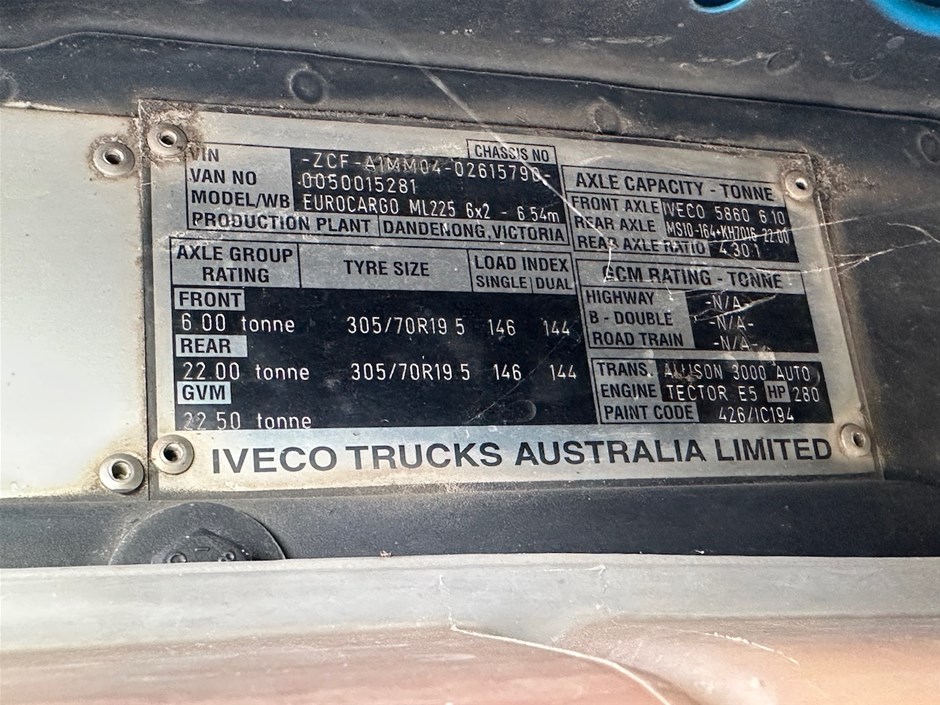 CHASSIS NO
VIN -ZCF-A1MM04-02615790-
VAN NO 0050015281
MODEL/WB EUROCARGO ML225 6x2 - 6.54m
PRODUCTION PLANT DANDENONG, VICTORIA
AXLE CAPACITY - TONNE
FRONT AXLE IVECO 5860 6.10
REAR AXLE MS10-164+KH7016 22.00
REAR AXLE RATIO 4.30:1
AXLE GROUP RATING TYRE SIZE LOAD INDEX
SINGLE DUAL
FRONT
6.00 tonne 305/70R19.5 146 144
REAR
22.00 tonne 305/70R19.5 146 144
GVM
22.50 tonne
GCM RATING - TONNE
HIGHWAY -N/A-
B - DOUBLE -N/A-
ROAD TRAIN -N/A-
TRANS. ALLISON 3000 AUTO
ENGINE TECTOR E5 HP 280
PAINT CODE 426/IC194
IVECO TRUCKS AUSTRALIA LIMITED